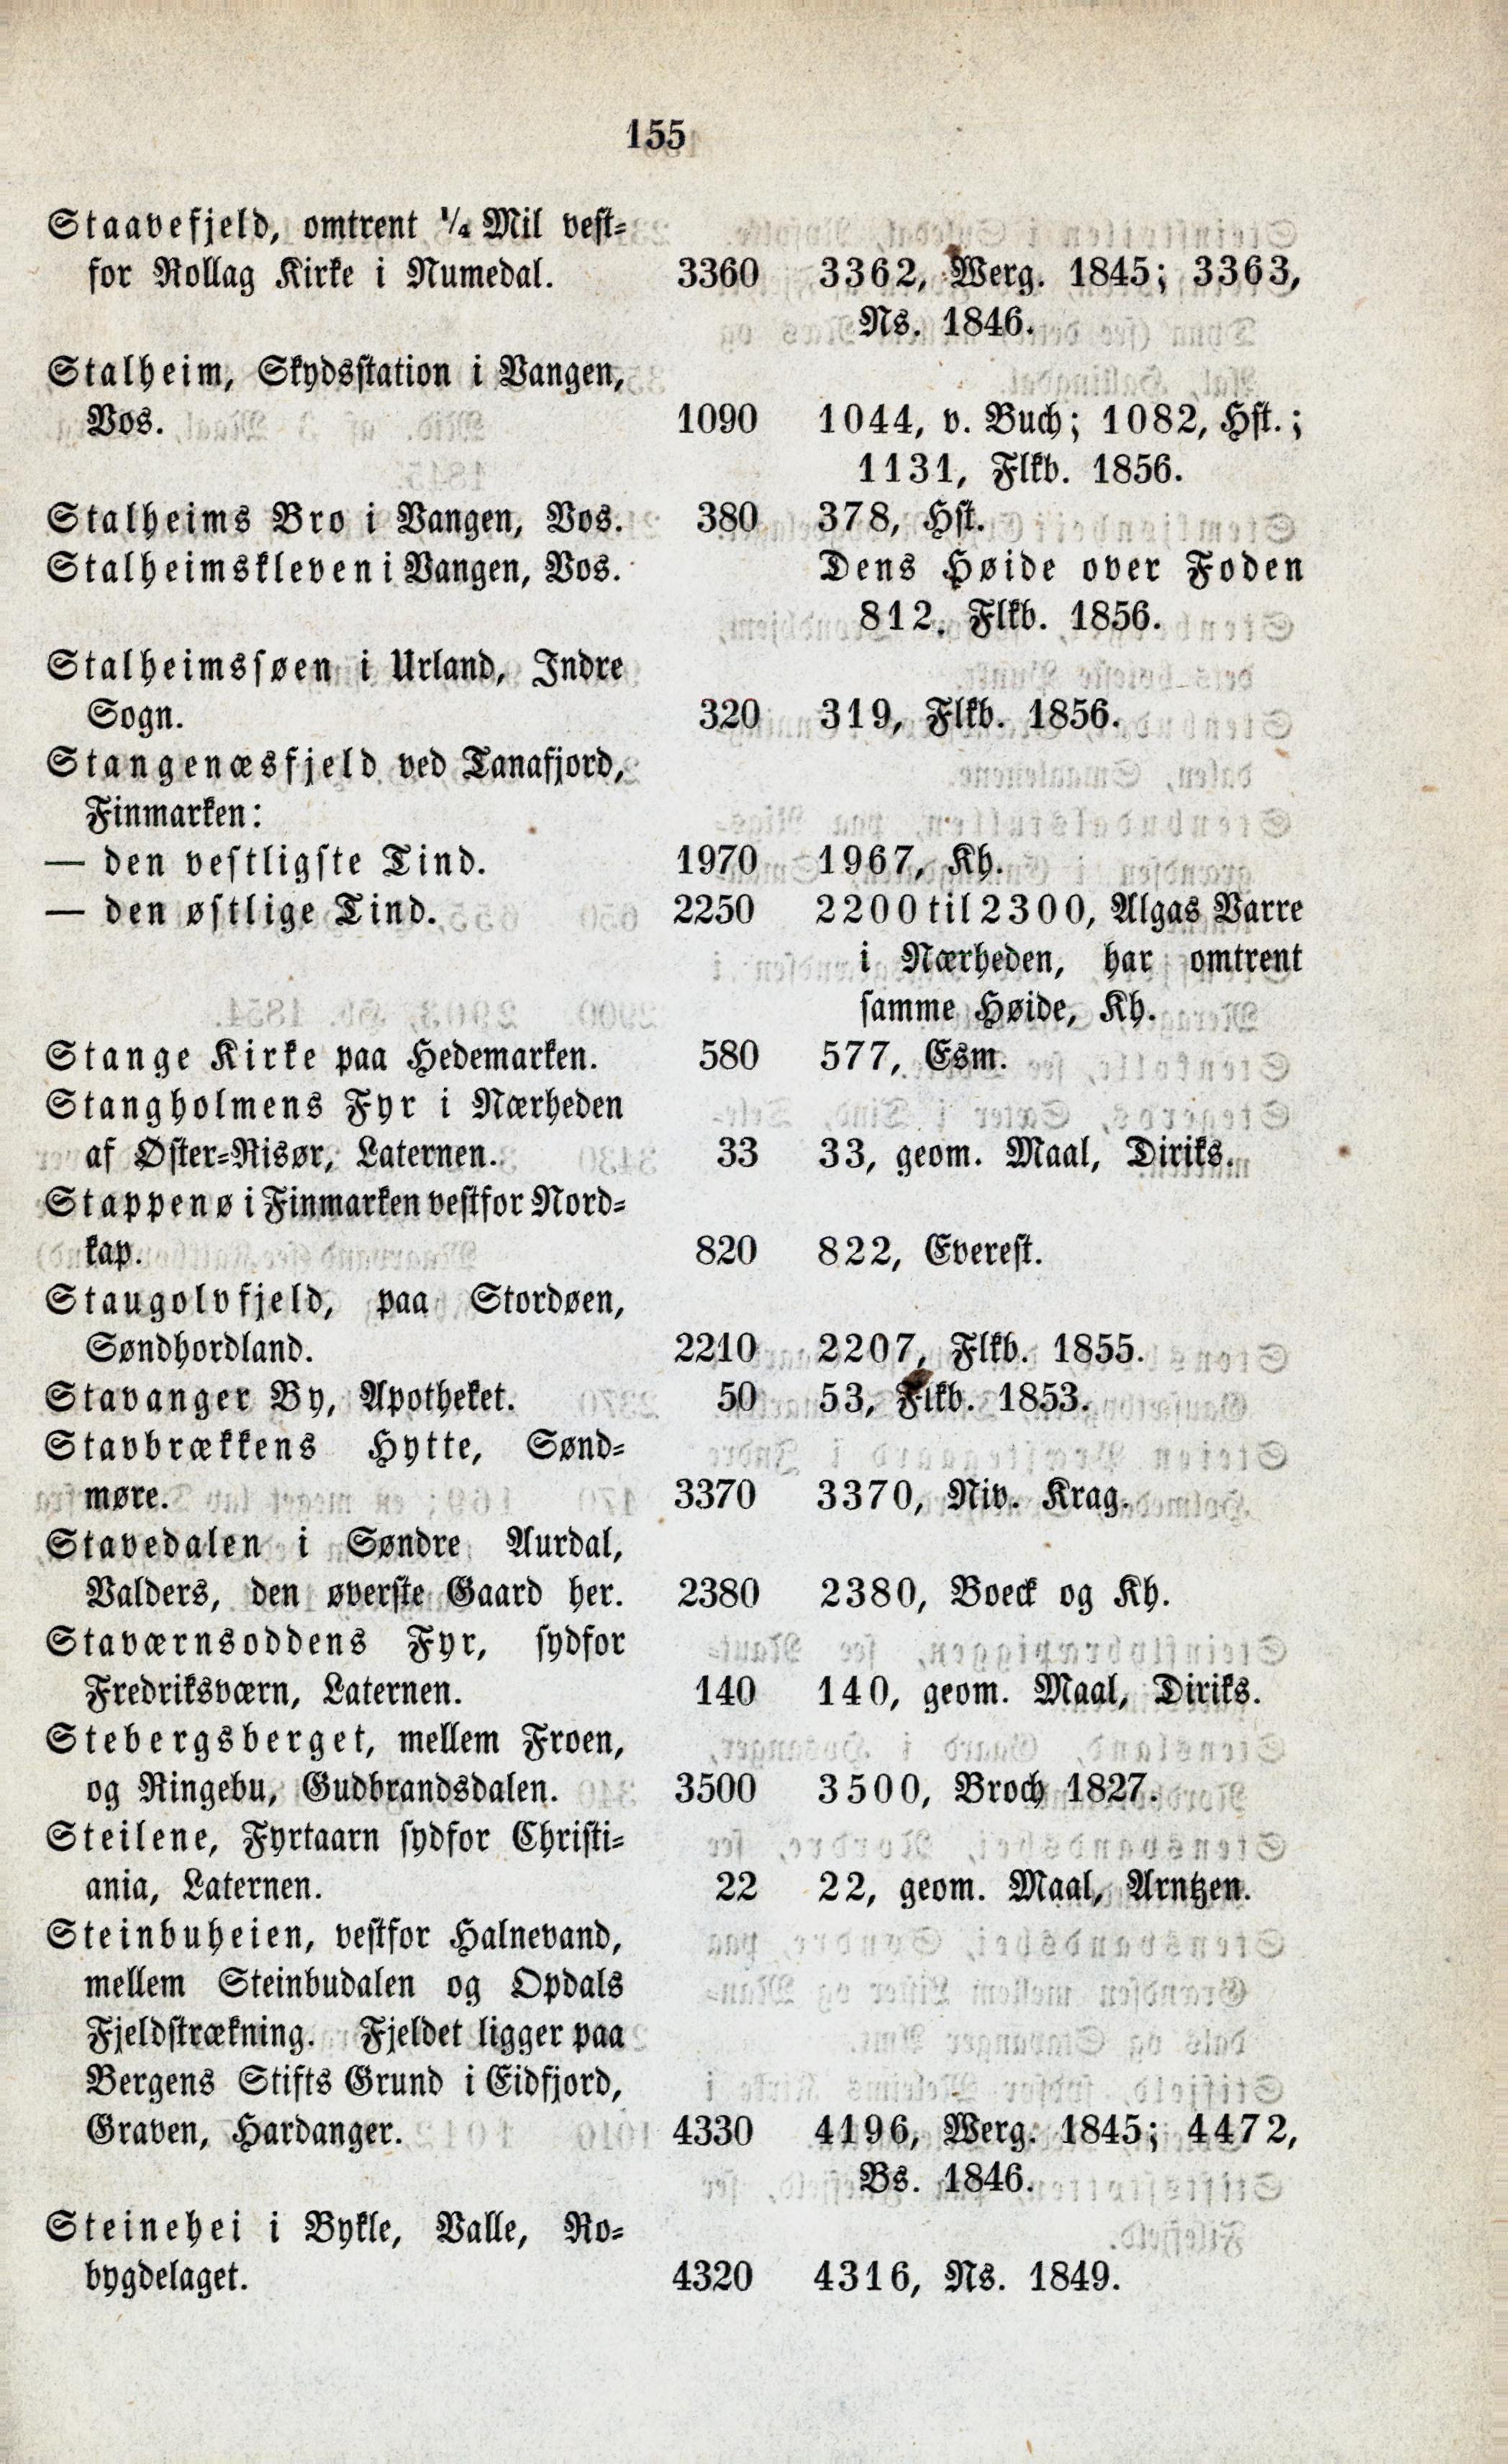 155
Staavefjeld, omtrent ¼ Mil vest-
for Rollag Kirke i Numedal. 3360 3362, Werg. 1845; 3363,
Ns. 1846.
Stalheim, Skydsstation i Vangen,
Vos. 1090 1044, v. Buch; 1082, Hst.;
1131, Flkb. 1856.
Stalheims Bro i Vangen, Vos. 380 378, Hst.
Stalheimskleven i Vangen, Vos. Dens Høide over Foden
812, Flkb. 1856.
Stalheimssøen i Urland, Indre
Sogn. 320 319, Flkb. 1856.
Stangenæsfjeld ved Tanafjord,
Finmarken:
— den vestligste Tind. 1970 1967, Kh.
— den østlige Tind. 2250 2200 til 2300, Algas Varre
i Nærheden, har omtrent
samme Høide, Kh.
Stange Kirke paa Hedemarken. 580 577, Esm.
Stangholmens Fyr i Nærheden
af Øster-Risør, Laternen. 33 33, geom. Maal, Diriks.
Stappenø i Finmarken vestfor Nord-
kap. 820 822, Everest.
Staugolvfjeld, paa Stordøen,
Søndhordland. 2210 2207, Flkb. 1855.
Stavanger By, Apotheket. 50 53, Flkb. 1853.
Stavbrækkens Hytte, Sønd-
møre. 3370 3370, Niv. Krag.
Stavedalen i Søndre Aurdal,
Valders, den øverste Gaard her. 2380 2380, Boeck og Kh.
Staværnsoddens Fyr, sydfor
Fredriksværn, Laternen. 140 140, geom. Maal, Diriks.
Stebergsberget, mellem Froen,
og Ringebu, Gudbrandsdalen. 3500 3500, Broch 1827.
Steilene, Fyrtaarn sydfor Christi-
ania, Laternen. 22 22, geom. Maal, Arntzen.
Steinbuheien, vestfor Halnevand,
mellem Steinbudalen og Opdals
Fjeldstrækning. Fjeldet ligger paa
Bergens Stifts Grund i Eidfjord,
Graven, Hardanger. 4330 4196, Werg. 1845; 4472,
Bs. 1846.
Steinehei i Bykle, Valle, Ro-
bygdelaget. 4320 4316, Ns. 1849.